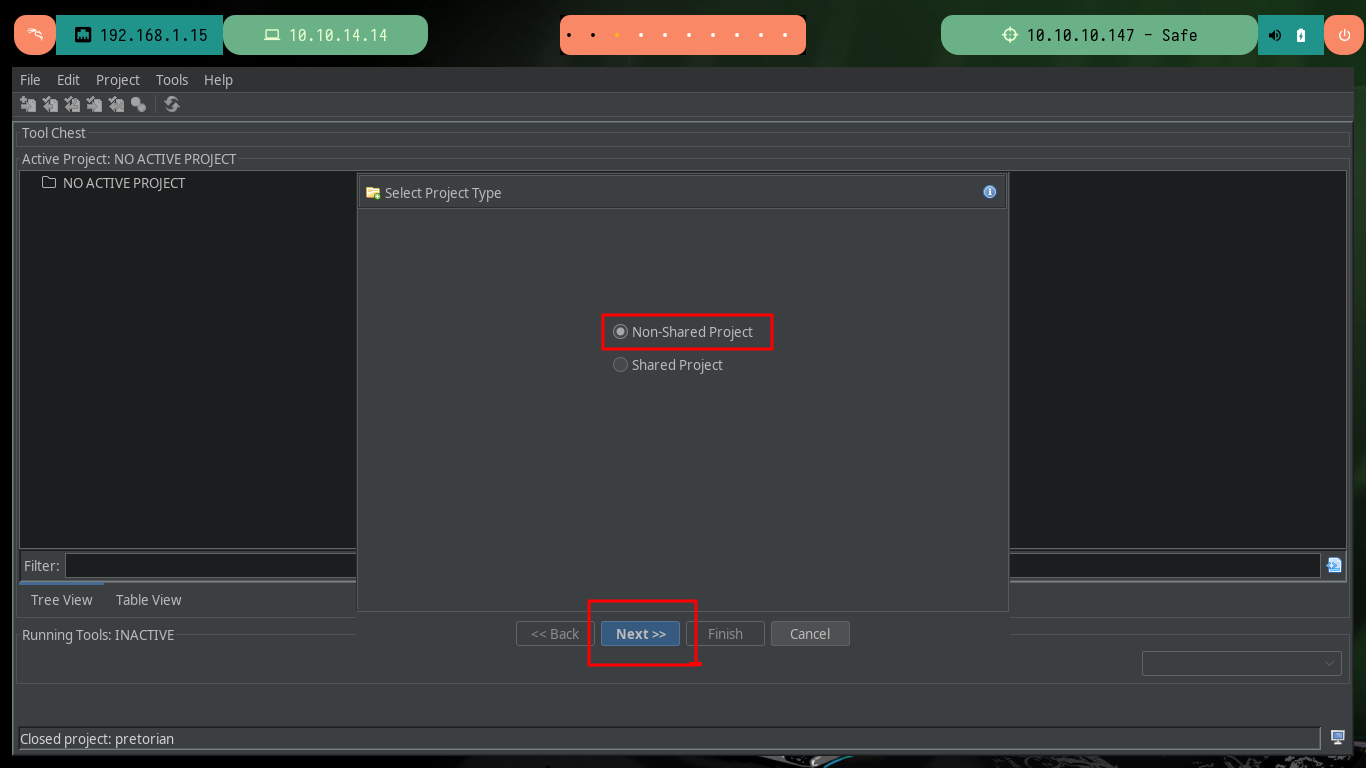 192.168.1.15 10.10.14.14 10.10.10.147 - Safe
File Edit Project Tools Help
Tool Chest
Active Project: NO ACTIVE PROJECT
NO ACTIVE PROJECT
Select Project Type
Non-Shared Project
Shared Project
Filter:
Tree View Table View
<< Back Next >> Finish Cancel
Running Tools: INACTIVE
Closed project: pretorian